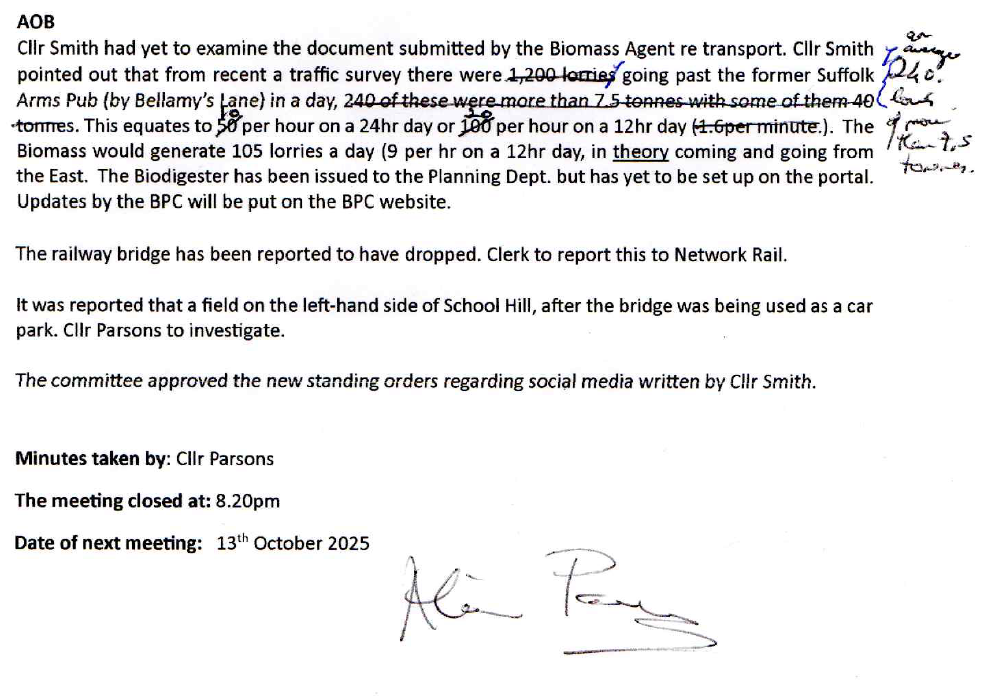 AOB
Cllr Smith had yet to examine the document submitted by the Biomass Agent re transport. Cllr Smith
pointed out that from recent a traffic survey there were 1,200 lorries going past the former Suffolk
Arms Pub (by Bellamy's Lane) in a day, 240 of these were more than 7.5 tonnes with some of them 40
tonnes. This equates to 50 10 per hour on a 24hr day or 100 20 per hour on a 12hr day (1.6per minute.). The
Biomass would generate 105 lorries a day (9 per hr on a 12hr day, in theory coming and going from
the East. The Biodigester has been issued to the Planning Dept. but has yet to be set up on the portal.
Updates by the BPC will be put on the BPC website.
an
average
240.
of more
than 7,5
tonnes.
The railway bridge has been reported to have dropped. Clerk to report this to Network Rail.
It was reported that a field on the left-hand side of School Hill, after the bridge was being used as a car
park. Cllr Parsons to investigate.
The committee approved the new standing orders regarding social media written by Cllr Smith.
Minutes taken by: Cllr Parsons
The meeting closed at: 8.20pm
Date of next meeting: 13th October 2025